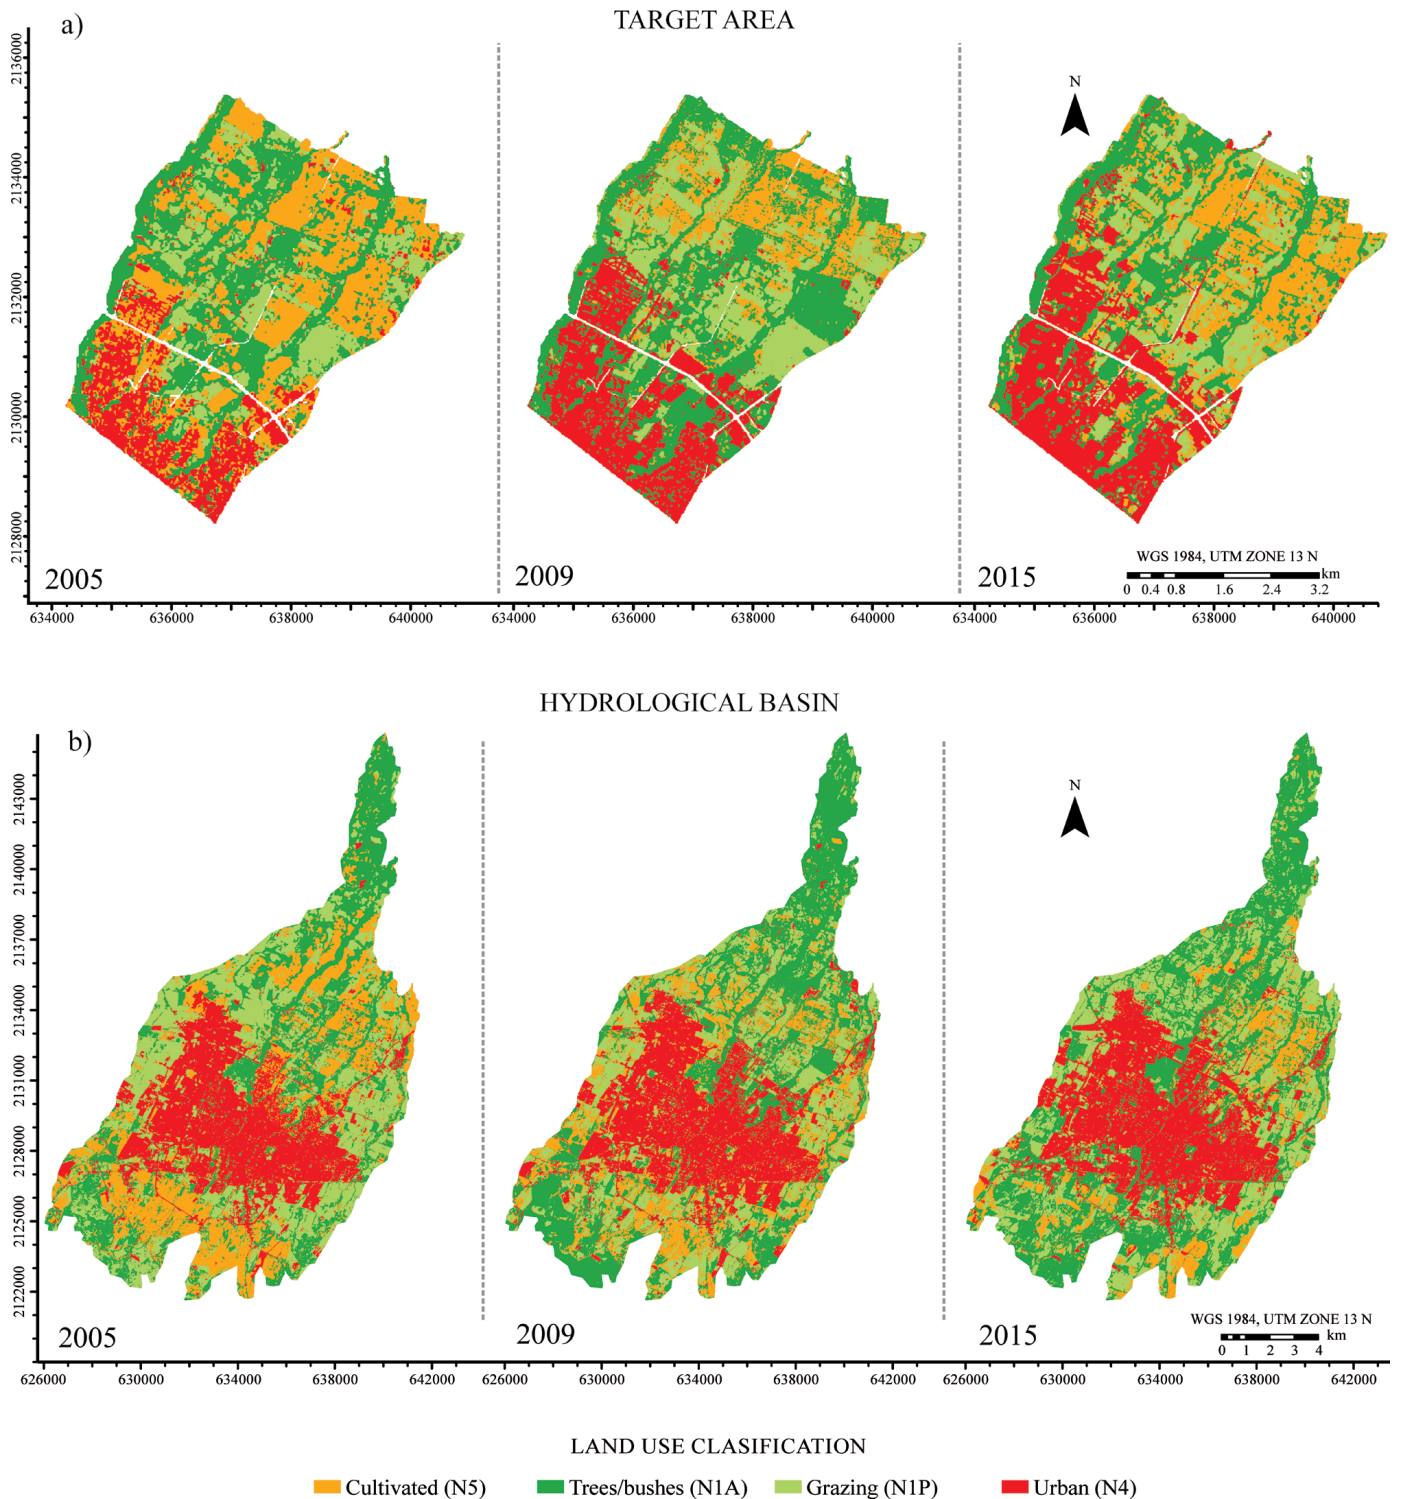 TARGET AREA
a)
2136000
2134000
2132000
2130000
2128000
N
2005
2009
2015
WGS 1984, UTM ZONE 13 N
km
0 0.4 0.8 1.6 2.4 3.2
634000 636000 638000 640000 634000 636000 638000 640000 634000 636000 638000 640000
HYDROLOGICAL BASIN
b)
2143000
2140000
2137000
2134000
2131000
2128000
2125000
2122000
N
2005
2009
2015
WGS 1984, UTM ZONE 13 N
km
0 1 2 3 4
626000 630000 634000 638000 642000 626000 630000 634000 638000 642000 626000 630000 634000 638000 642000
LAND USE CLASIFICATION
Cultivated (N5) Trees/bushes (N1A) Grazing (N1P) Urban (N4)